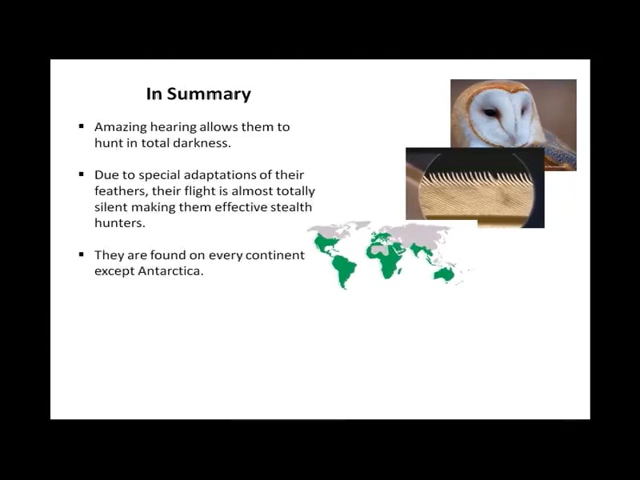 In Summary
▪ Amazing hearing allows them to
hunt in total darkness.
▪ Due to special adaptations of their
feathers, their flight is almost totally
silent making them effective stealth
hunters.
▪ They are found on every continent
except Antarctica.